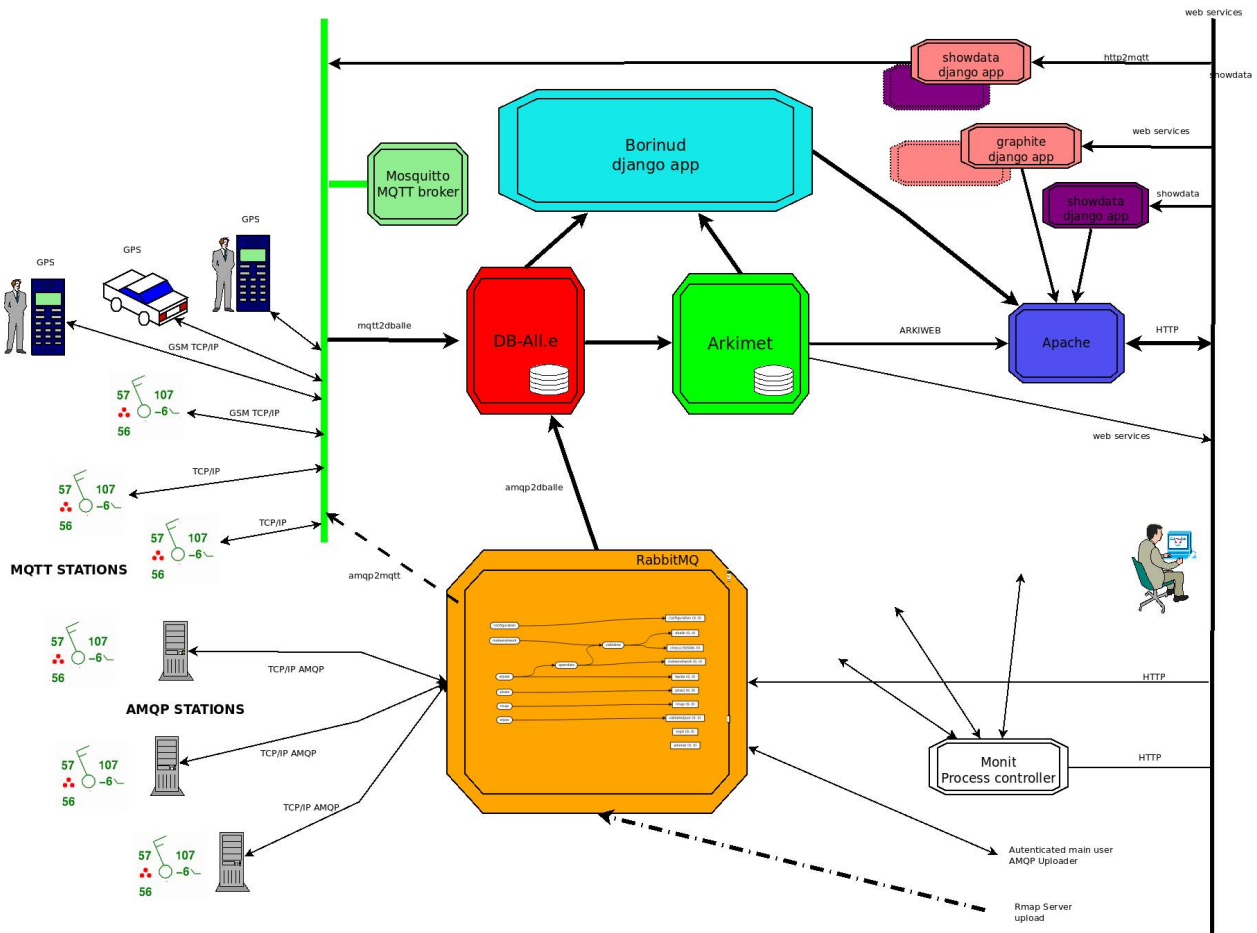 web services
showdata
django app
http2mqtt
showdata
graphite
django app
web services
showdata
django app
showdata
Borinud
django app
Mosquitto
MQTT broker
GPS
GPS
GPS
mqtt2dballe
DB-All.e
Arkimet
ARKIWEB
Apache
HTTP
GSM TCP/IP
57 107
-6
56
GSM TCP/IP
web services
TCP/IP
57 107
-6
56
amqp2dballe
TCP/IP
57 107
-6
56
MQTT STATIONS
amqp2mqtt
RabbitMQ
57 107
-6
56
TCP/IP AMQP
HTTP
AMQP STATIONS
57 107
-6
56
TCP/IP AMQP
Monit
Process controller
HTTP
TCP/IP AMQP
57 107
-6
56
Autenticated main user
AMQP Uploader
Rmap Server
upload